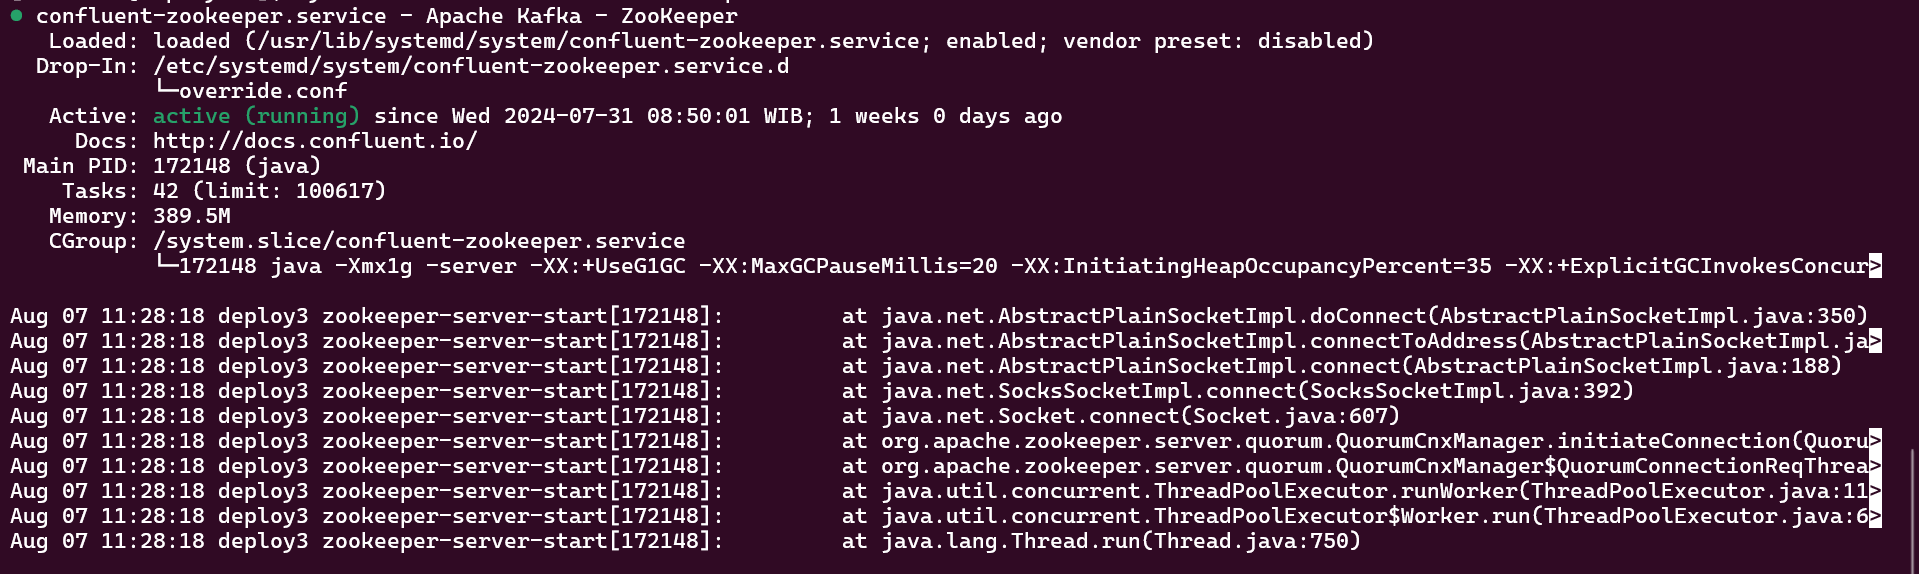 ● confluent-zookeeper.service - Apache Kafka - ZooKeeper
   Loaded: loaded (/usr/lib/systemd/system/confluent-zookeeper.service; enabled; vendor preset: disabled)
  Drop-In: /etc/systemd/system/confluent-zookeeper.service.d
           └─override.conf
   Active: active (running) since Wed 2024-07-31 08:50:01 WIB; 1 weeks 0 days ago
     Docs: http://docs.confluent.io/
 Main PID: 172148 (java)
    Tasks: 42 (limit: 100617)
   Memory: 389.5M
   CGroup: /system.slice/confluent-zookeeper.service
           └─172148 java -Xmx1g -server -XX:+UseG1GC -XX:MaxGCPauseMillis=20 -XX:InitiatingHeapOccupancyPercent=35 -XX:+ExplicitGCInvokesConcur>

Aug 07 11:28:18 deploy3 zookeeper-server-start[172148]:         at java.net.AbstractPlainSocketImpl.doConnect(AbstractPlainSocketImpl.java:350)
Aug 07 11:28:18 deploy3 zookeeper-server-start[172148]:         at java.net.AbstractPlainSocketImpl.connectToAddress(AbstractPlainSocketImpl.ja>
Aug 07 11:28:18 deploy3 zookeeper-server-start[172148]:         at java.net.AbstractPlainSocketImpl.connect(AbstractPlainSocketImpl.java:188)
Aug 07 11:28:18 deploy3 zookeeper-server-start[172148]:         at java.net.SocksSocketImpl.connect(SocksSocketImpl.java:392)
Aug 07 11:28:18 deploy3 zookeeper-server-start[172148]:         at java.net.Socket.connect(Socket.java:607)
Aug 07 11:28:18 deploy3 zookeeper-server-start[172148]:         at org.apache.zookeeper.server.quorum.QuorumCnxManager.initiateConnection(Quoru>
Aug 07 11:28:18 deploy3 zookeeper-server-start[172148]:         at org.apache.zookeeper.server.quorum.QuorumCnxManager$QuorumConnectionReqThrea>
Aug 07 11:28:18 deploy3 zookeeper-server-start[172148]:         at java.util.concurrent.ThreadPoolExecutor.runWorker(ThreadPoolExecutor.java:11>
Aug 07 11:28:18 deploy3 zookeeper-server-start[172148]:         at java.util.concurrent.ThreadPoolExecutor$Worker.run(ThreadPoolExecutor.java:6>
Aug 07 11:28:18 deploy3 zookeeper-server-start[172148]:         at java.lang.Thread.run(Thread.java:750)